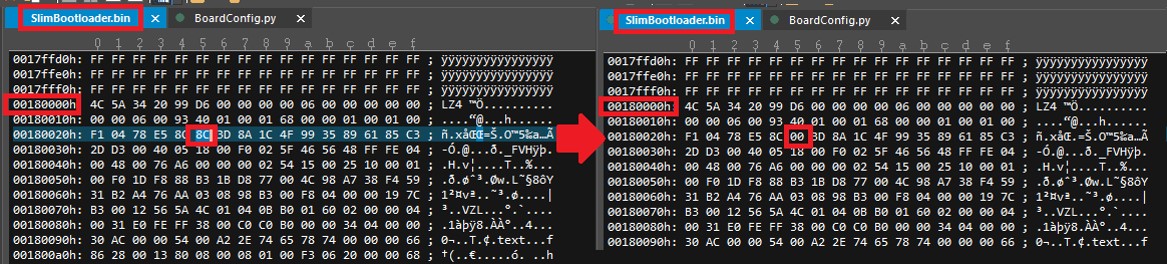 SlimBootloader.bin × BoardConfig.py
0 1 2 3 4 5 6 7 8 9 a b c d e f
0017ffd0h: FF FF FF FF FF FF FF FF FF FF FF FF FF FF FF FF ; ÿÿÿÿÿÿÿÿÿÿÿÿÿÿÿÿ
0017ffe0h: FF FF FF FF FF FF FF FF FF FF FF FF FF FF FF FF ; ÿÿÿÿÿÿÿÿÿÿÿÿÿÿÿÿ
0017fff0h: FF FF FF FF FF FF FF FF FF FF FF FF FF FF FF FF ; ÿÿÿÿÿÿÿÿÿÿÿÿÿÿÿÿ
00180000h: 4C 5A 34 20 99 D6 00 00 00 00 06 00 00 00 00 00 ; LZ4 ™Ö..........
00180010h: 00 00 06 00 93 40 01 00 01 68 00 01 00 01 00 00 ; ....“@...h......
00180020h: F1 04 78 E5 8C 8C 3D 8A 1C 4F 99 35 89 61 85 C3 ; ñ.xåŒŒ=Š.O™5‰a…Ã
00180030h: 2D D3 00 40 05 18 00 F0 02 5F 46 56 48 FF FE 04 ; -Ó.@...ð._FVHÿþ.
00180040h: 00 48 00 76 A6 00 00 00 02 54 15 00 25 10 00 01 ; .H.v¦....T..%...
00180050h: 00 F0 1D F8 88 B3 1B D8 77 00 4C 98 A7 38 F4 59
00180060h: 31 B2 A4 76 AA 03 08 98 B3 00 F8 04 00 00 19 7C
00180070h: B3 00 12 56 5A 4C 01 04 0B B0 01 60 02 00 00 04
00180080h: 00 31 E0 FE FF 38 00 C0 C0 B0 00 00 34 04 00 00
00180090h: 30 AC 00 00 54 00 A2 2E 74 65 78 74 00 00 00 66 ; 0¬..T.¢.text...f
001800a0h: 86 28 00 13 80 08 08 00 01 00 F3 06 20 00 00 68
SlimBootloader.bin × BoardConfig.py ×
0 1 2 3 4 5 6 7 8 9 a b c d e f
0017ffd0h: FF FF FF FF FF FF FF FF FF FF FF FF FF FF FF FF ; ÿÿÿÿÿÿÿÿÿÿÿÿÿÿÿÿ
0017ffe0h: FF FF FF FF FF FF FF FF FF FF FF FF FF FF FF FF ; ÿÿÿÿÿÿÿÿÿÿÿÿÿÿÿÿ
0017fff0h: FF FF FF FF FF FF FF FF FF FF FF FF FF FF FF FF ; ÿÿÿÿÿÿÿÿÿÿÿÿÿÿÿÿ
00180000h: 4C 5A 34 20 99 D6 00 00 00 00 06 00 00 00 00 00 ; LZ4 ™Ö..........
00180010h: 00 00 06 00 93 40 01 00 01 68 00 01 00 01 00 00 ; ....“@...h......
00180020h: F1 04 78 E5 8C 00 3D 8A 1C 4F 99 35 89 61 85 C3 ; ñ.xåŒ.=Š.O™5‰a…Ã
00180030h: 2D D3 00 40 05 18 00 F0 02 5F 46 56 48 FF FE 04 ; -Ó.@...ð._FVHÿþ.
00180040h: 00 48 00 76 A6 00 00 00 02 54 15 00 25 10 00 01 ; .H.v¦....T..%...
00180050h: 00 F0 1D F8 88 B3 1B D8 77 00 4C 98 A7 38 F4 59
00180060h: 31 B2 A4 76 AA 03 08 98 B3 00 F8 04 00 00 19 7C
00180070h: B3 00 12 56 5A 4C 01 04 0B B0 01 60 02 00 00 04
00180080h: 00 31 E0 FE FF 38 00 C0 C0 B0 00 00 34 04 00 00
00180090h: 30 AC 00 00 54 00 A2 2E 74 65 78 74 00 00 00 66 ; 0¬..T.¢.text...f